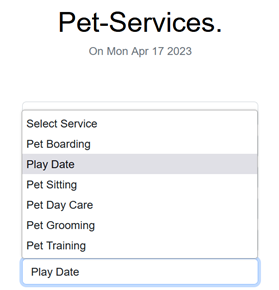 Pet-Services.
On Mon Apr 17 2023
Select Service
Pet Boarding
Play Date
Pet Sitting
Pet Day Care
Pet Grooming
Pet Training
Play Date